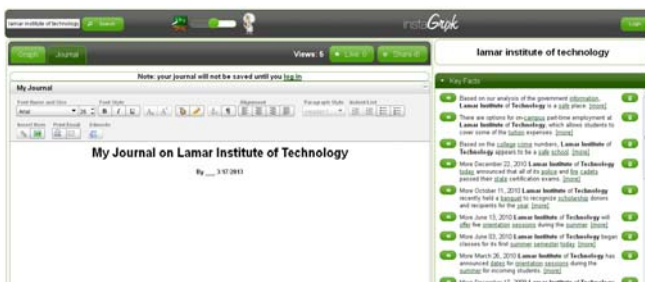 lamar institute of technology
Search
instaGrok
Login
Graph
Journal
Views: 5
Like 0
Share it!
lamar institute of technology
Note: your journal will not be saved until you log in
Key Facts
My Journal
Font Name and Size
Font Style
Alignment
Paragraph Style
Arial
B I U
My Journal on Lamar Institute of Technology
By ___ 3/17/2013
Based on our analysis of the government information,
Lamar Institute of Technology is a safe place. [more]
There are options for on-campus part-time employment at
Lamar Institute of Technology, which allows students to
cover some of the tuition expenses. [more]
Based on the college crime numbers, Lamar Institute of
Technology appears to be a safe school. [more]
More December 22, 2010 Lamar Institute of Technology
today announced that all of its police and fire cadets
passed their state certification exams. [more]
More October 11, 2010 Lamar Institute of Technology
recently held a banquet to recognize scholarship donors
and recipients for the year. [more]
More June 13, 2010 Lamar Institute of Technology will
offer five orientation sessions during the summer. [more]
More June 03, 2010 Lamar Institute of Technology began
classes for its first summer semester today. [more]
More March 26, 2010 Lamar Institute of Technology has
announced dates for orientation sessions during the
summer for incoming students. [more]